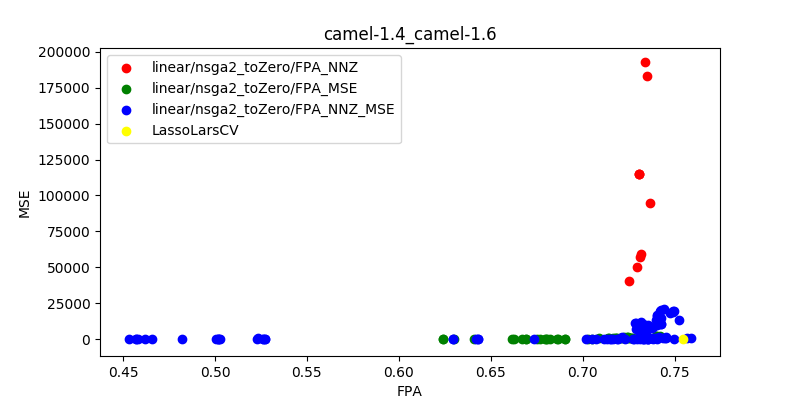 camel-1.4_camel-1.6
200000
175000
150000
125000
100000
75000
50000
25000
0
MSE
linear/nsga2_toZero/FPA_NNZ
linear/nsga2_toZero/FPA_MSE
linear/nsga2_toZero/FPA_NNZ_MSE
LassoLarsCV
0.45 0.50 0.55 0.60 0.65 0.70 0.75
FPA